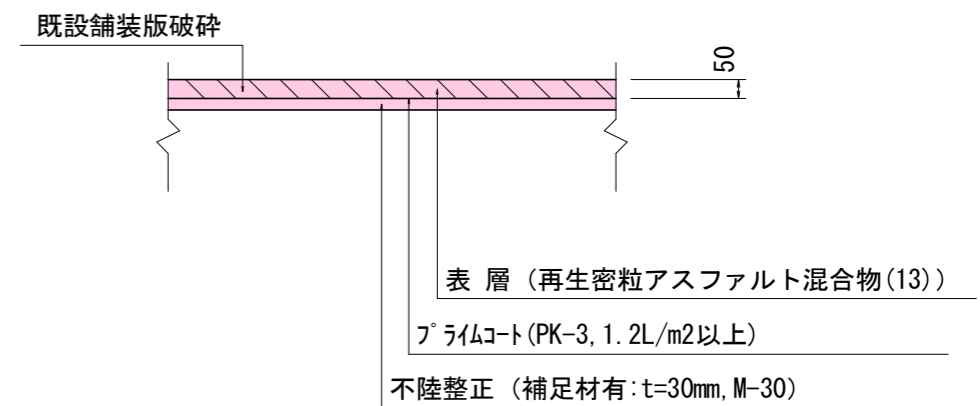 既設舗装版破砕
50
表 層 (再生密粒アスファルト混合物(13))
プライムコート(PK-3, 1.2L/m2以上)
不陸整正 (補足材有:t=30mm, M-30)